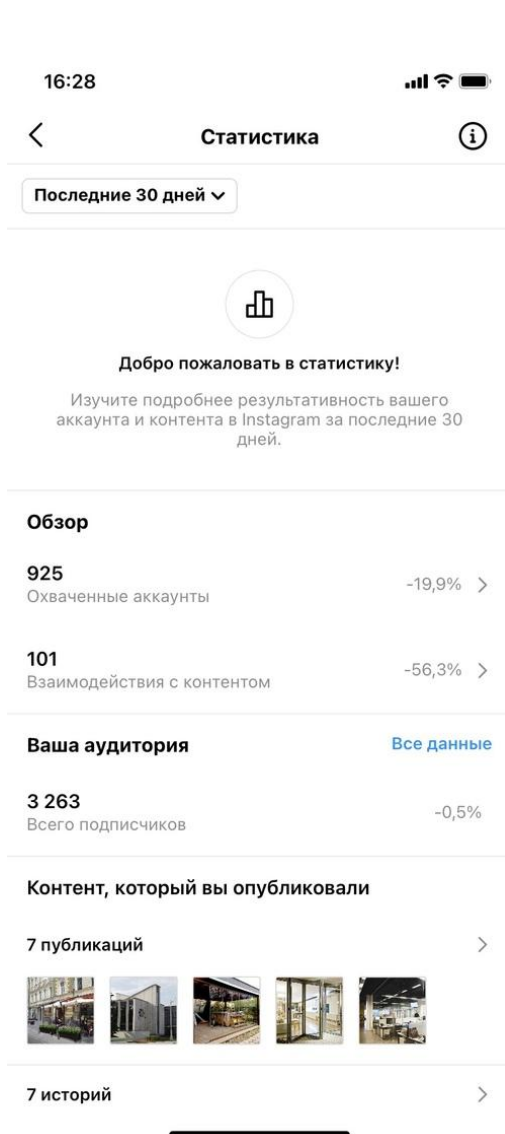 16:28
Статистика
Последние 30 дней
Добро пожаловать в статистику!
Изучите подробнее результативность вашего
аккаунта и контента в Instagram за последние 30
дней.
Обзор
925
Охваченные аккаунты
-19,9%
101
Взаимодействия с контентом
-56,3%
Ваша аудитория
Все данные
3 263
Всего подписчиков
-0,5%
Контент, который вы опубликовали
7 публикаций
7 историй